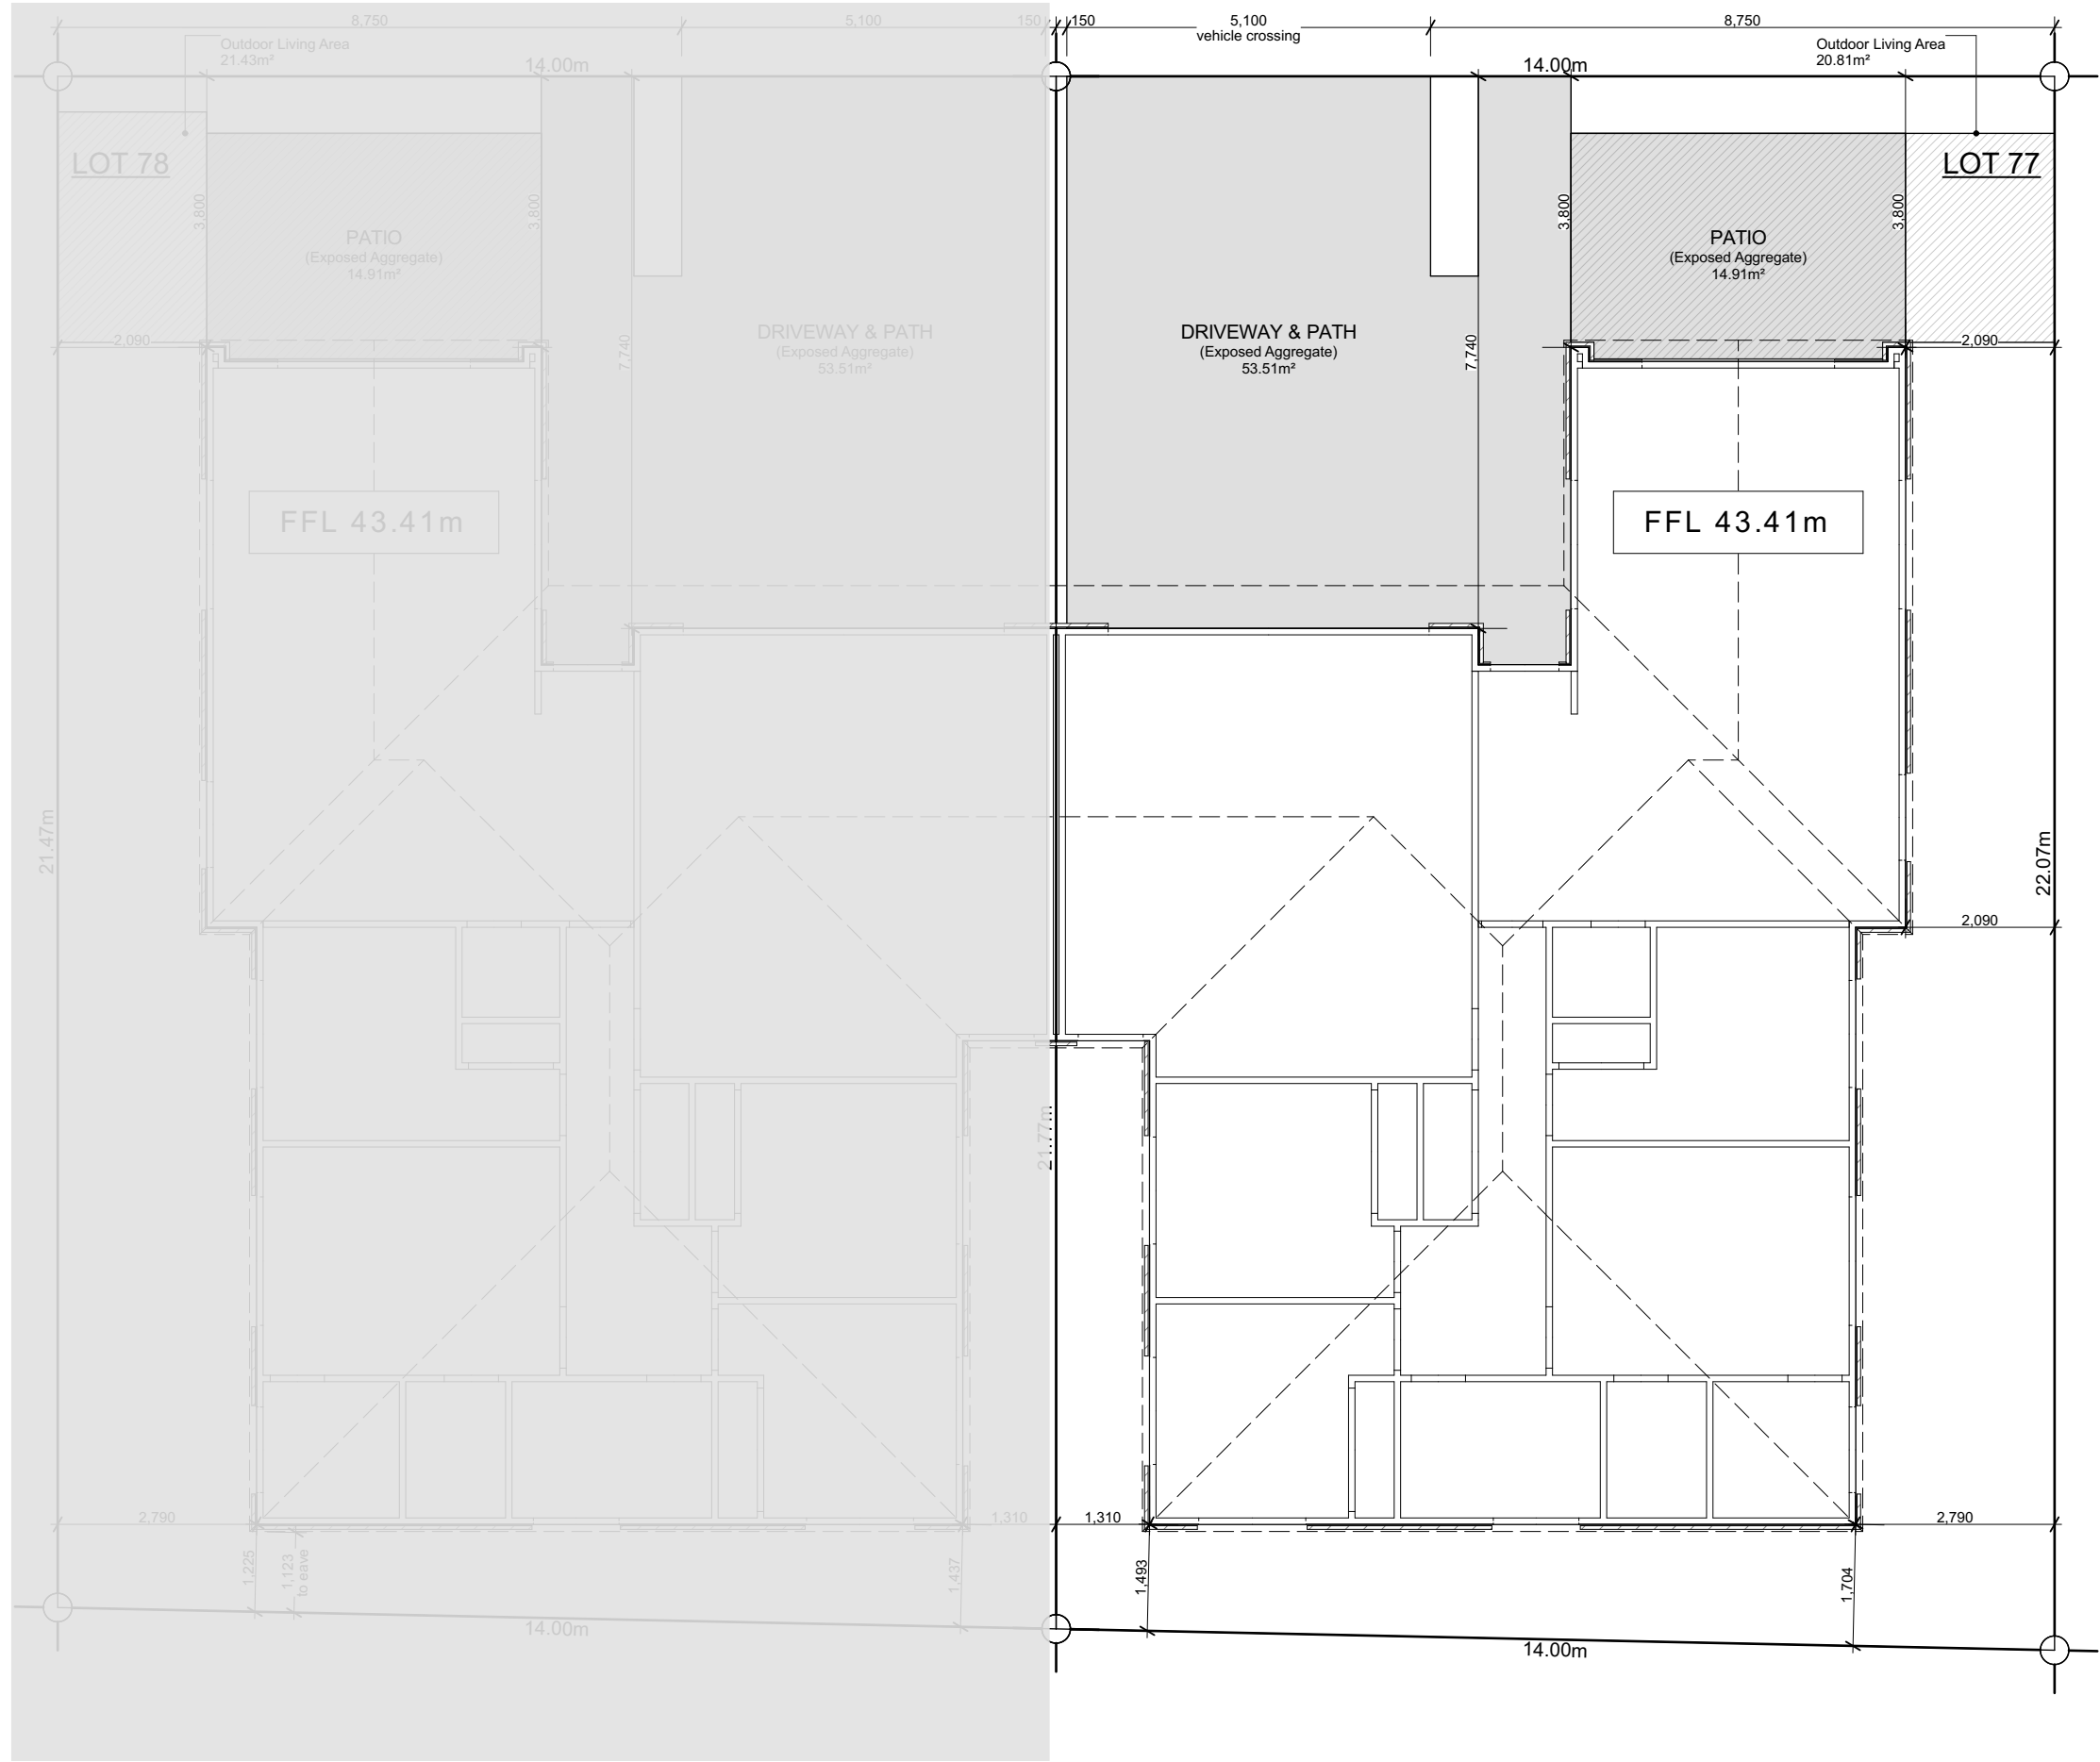 8,750
5,100
150
150
5,100
vehicle crossing
8,750
Outdoor Living Area
21.43m²
Outdoor Living Area
20.81m²
14.00m
14.00m
LOT 78
LOT 77
3,800
3,800
3,800
3,800
PATIO
(Exposed Aggregate)
14.91m²
PATIO
(Exposed Aggregate)
14.91m²
DRIVEWAY & PATH
(Exposed Aggregate)
53.51m²
DRIVEWAY & PATH
(Exposed Aggregate)
53.51m²
2,090
7,740
7,740
2,090
FFL 43.41m
FFL 43.41m
21.47m
22.07m
2,090
21.77m
2,790
1,310
1,310
2,790
1,225
1,123
to eave
1,437
1,493
1,704
14.00m
14.00m